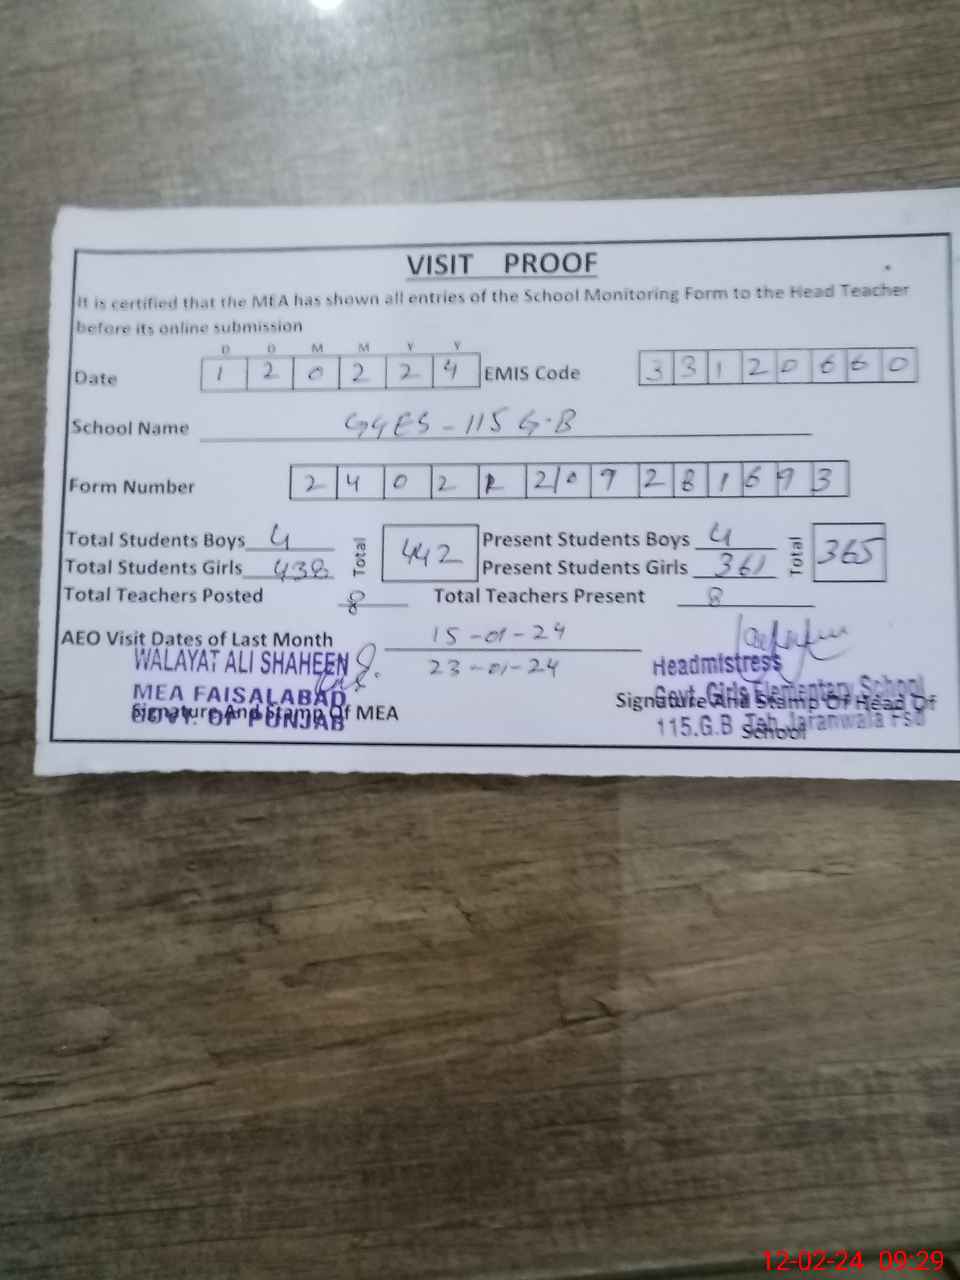 VISIT PROOF
It is certified that the MEA has shown all entries of the School Monitoring Form to the Head Teacher
before its online submission
D D M M Y Y
Date 1 2 0 2 2 4 EMIS Code 3 3 1 2 0 6 6 0
School Name GGES - 115 G.B
Form Number 2 4 0 2 1 2 0 9 2 8 1 6 9 3
Total Students Boys 4 Total 442 Present Students Boys 4 Total 365
Total Students Girls 438 Present Students Girls 361
Total Teachers Posted 8 Total Teachers Present 8
AEO Visit Dates of Last Month 15-01-24
23-01-24
WALAYAT ALI SHAHEEN
MEA FAISALABAD
GOVT. OF PUNJAB
Signature And Stamp Of MEA
Headmistress
Govt. Girls Elementary School
115.G.B Teh Jaranwala Fsd
Signature And Stamp Of Head Of
School
12-02-24 09:29